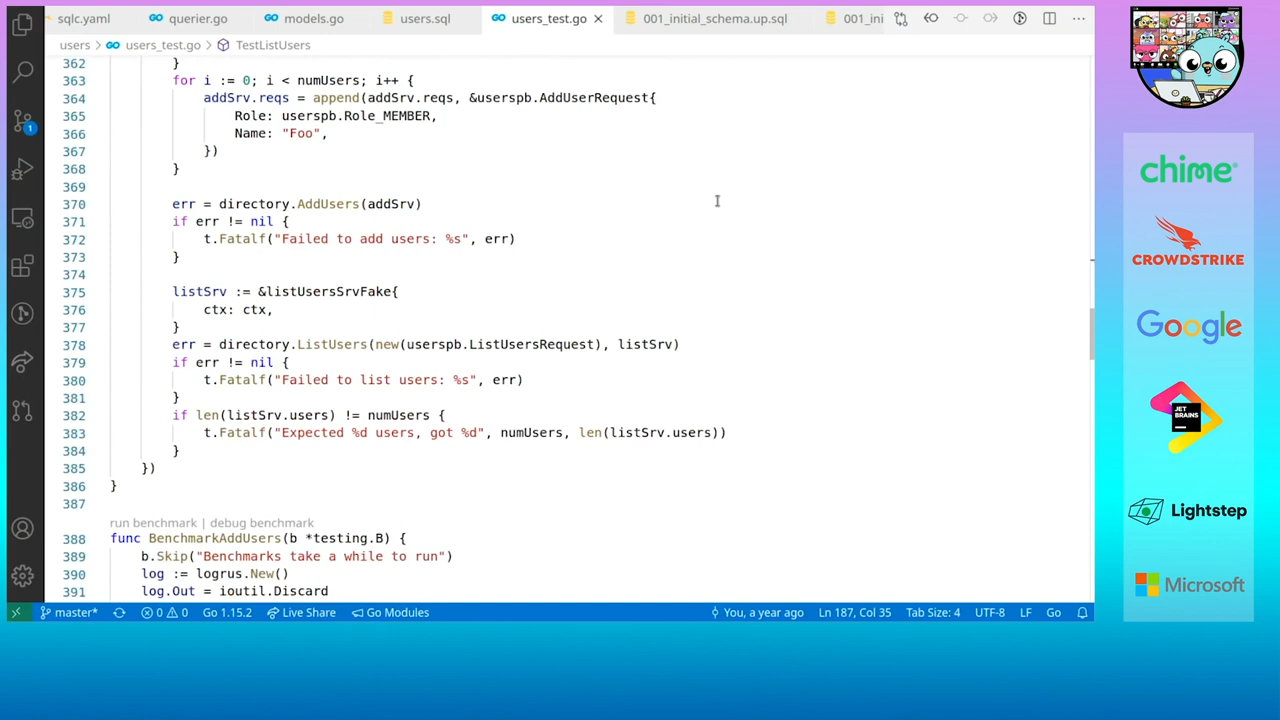 sqlc.yaml
querier.go
models.go
users.sql
users_test.go
001_initial_schema.up.sql
001_ini
users > users_test.go > TestListUsers
362 }
363 for i := 0; i < numUsers; i++ {
364 addSrv.reqs = append(addSrv.reqs, &userspb.AddUserRequest{
365 Role: userspb.Role_MEMBER,
366 Name: "Foo",
367 })
368 }
369
370 err = directory.AddUsers(addSrv)
371 if err != nil {
372 t.Fatalf("Failed to add users: %s", err)
373 }
374
375 listSrv := &listUsersSrvFake{
376 ctx: ctx,
377 }
378 err = directory.ListUsers(new(userspb.ListUsersRequest), listSrv)
379 if err != nil {
380 t.Fatalf("Failed to list users: %s", err)
381 }
382 if len(listSrv.users) != numUsers {
383 t.Fatalf("Expected %d users, got %d", numUsers, len(listSrv.users))
384 }
385 })
386 }
387
run benchmark | debug benchmark
388 func BenchmarkAddUsers(b *testing.B) {
389 b.Skip("Benchmarks take a while to run")
390 log := logrus.New()
391 log.Out = ioutil.Discard
1
master* 0 0 Go 1.15.2 Live Share Go Modules You, a year ago Ln 187, Col 35 Tab Size: 4 UTF-8 LF Go
chime
CROWDSTRIKE
Google
JET
BRAINS
Lightstep
Microsoft